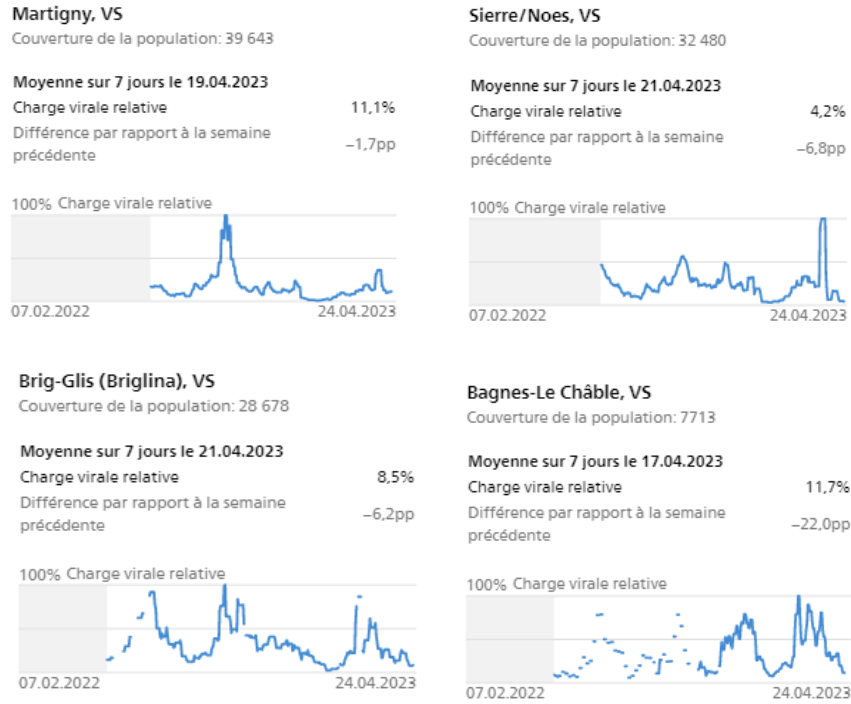 Martigny, VS
Couverture de la population: 39 643
Moyenne sur 7 jours le 19.04.2023
Charge virale relative 11,1%
Différence par rapport à la semaine
précédente –1,7pp
100% Charge virale relative
07.02.2022 24.04.2023
Sierre/Noes, VS
Couverture de la population: 32 480
Moyenne sur 7 jours le 21.04.2023
Charge virale relative 4,2%
Différence par rapport à la semaine
précédente –6,8pp
100% Charge virale relative
07.02.2022 24.04.2023
Brig-Glis (Briglina), VS
Couverture de la population: 28 678
Moyenne sur 7 jours le 21.04.2023
Charge virale relative 8,5%
Différence par rapport à la semaine
précédente –6,2pp
100% Charge virale relative
07.02.2022 24.04.2023
Bagnes-Le Châble, VS
Couverture de la population: 7713
Moyenne sur 7 jours le 17.04.2023
Charge virale relative 11,7%
Différence par rapport à la semaine
précédente –22,0pp
100% Charge virale relative
07.02.2022 24.04.2023